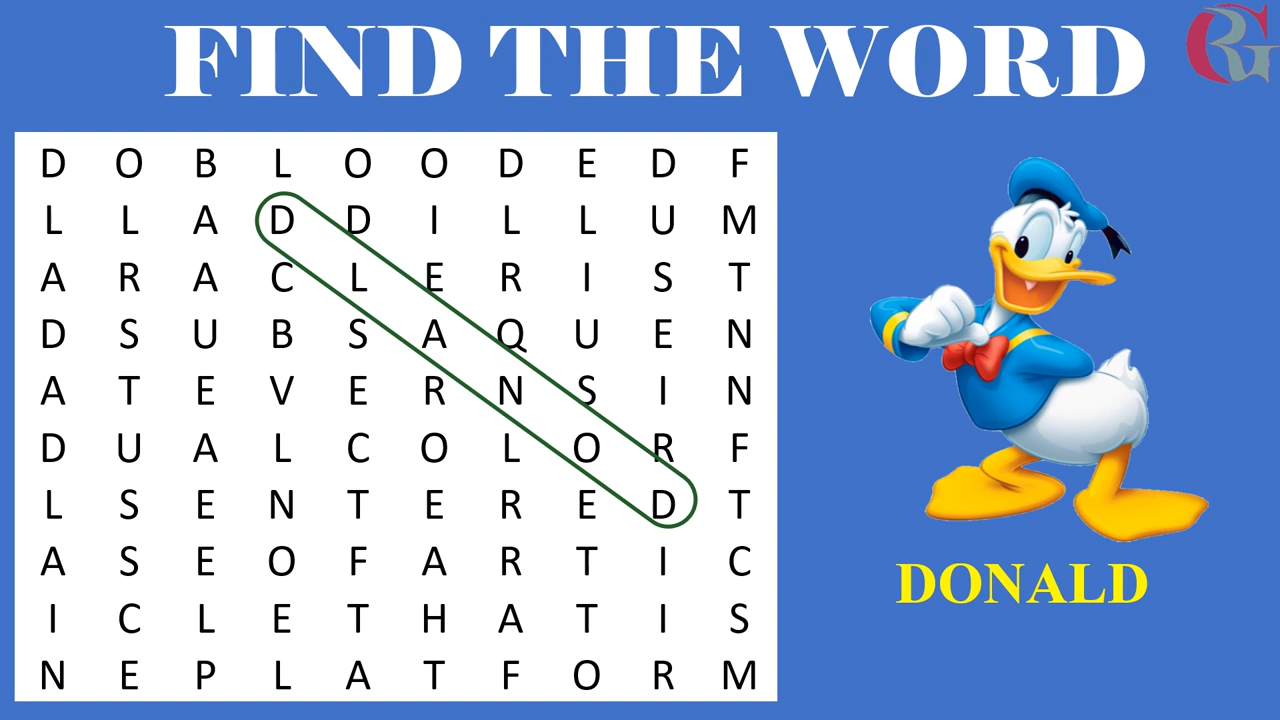 FIND THE WORD
D O B L O O D E D F
L L A D D I L L U M
A R A C L E R I S T
D S U B S A Q U E N
A T E V E R N S I N
D U A L C O L O R F
L S E N T E R E D T
A S E O F A R T I C
I C L E T H A T I S
N E P L A T F O R M
DONALD